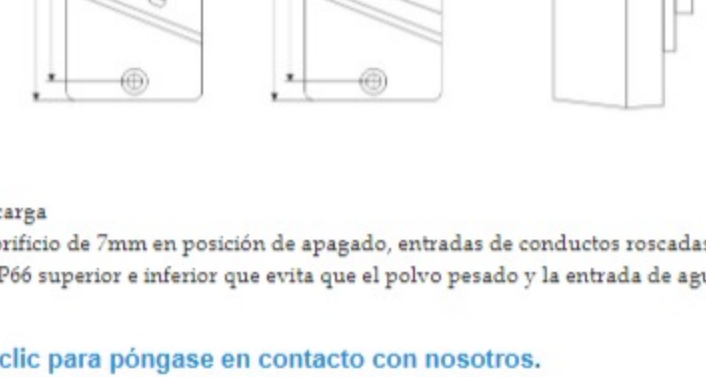 carga
orificio de 7mm en posición de apagado, entradas de conductos roscadas
P66 superior e inferior que evita que el polvo pesado y la entrada de agu
clic para póngase en contacto con nosotros.